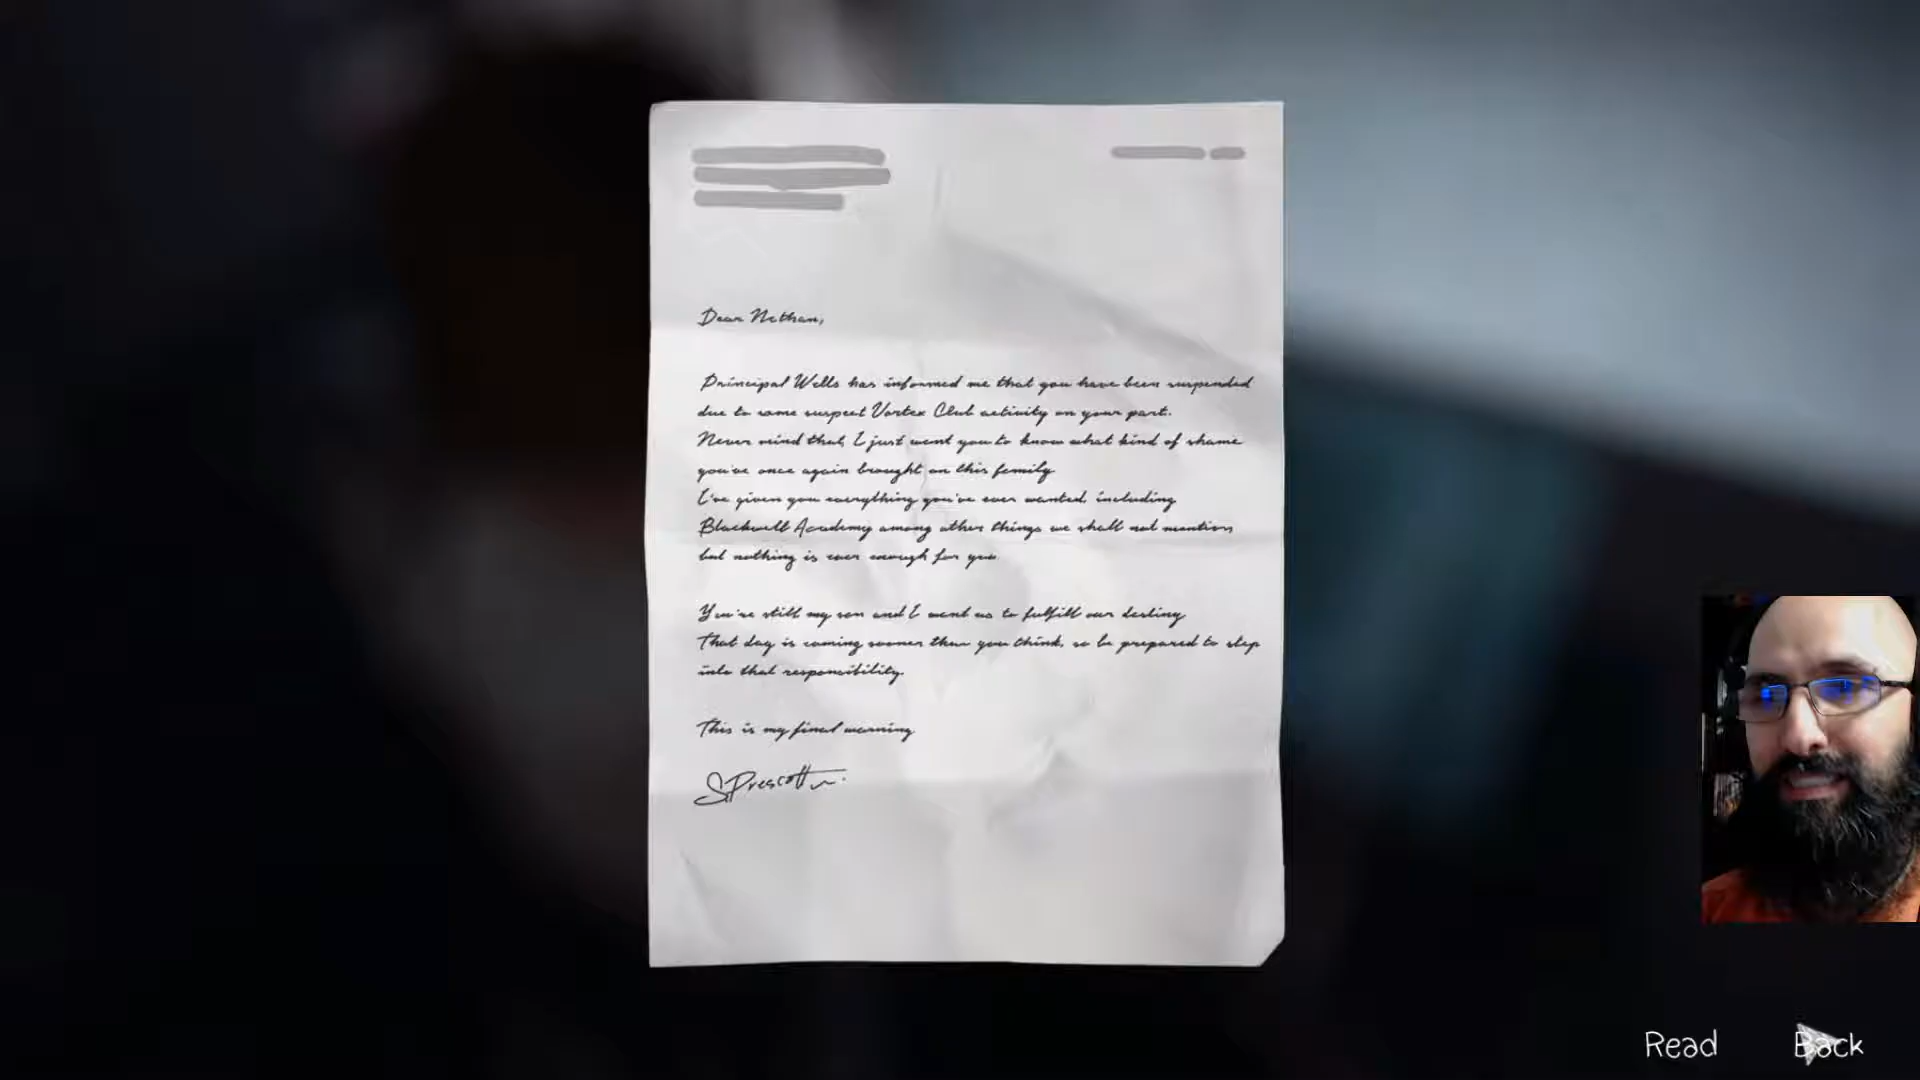 Dear Nathan,
Principal Wells has informed me that you have been suspended
due to some suspect Vortex Club activity on your part.
Never mind that, I just want you to know what kind of shame
you've once again brought on this family
I've given you everything you've ever wanted, including
Blackwell Academy among other things we shall not mention
but nothing is ever enough for you.
You're still my son and I want us to fulfill our destiny
That day is coming sooner than you think, so be prepared to step
into that responsibility.
This is my final warning
S.Prescott
Read Back